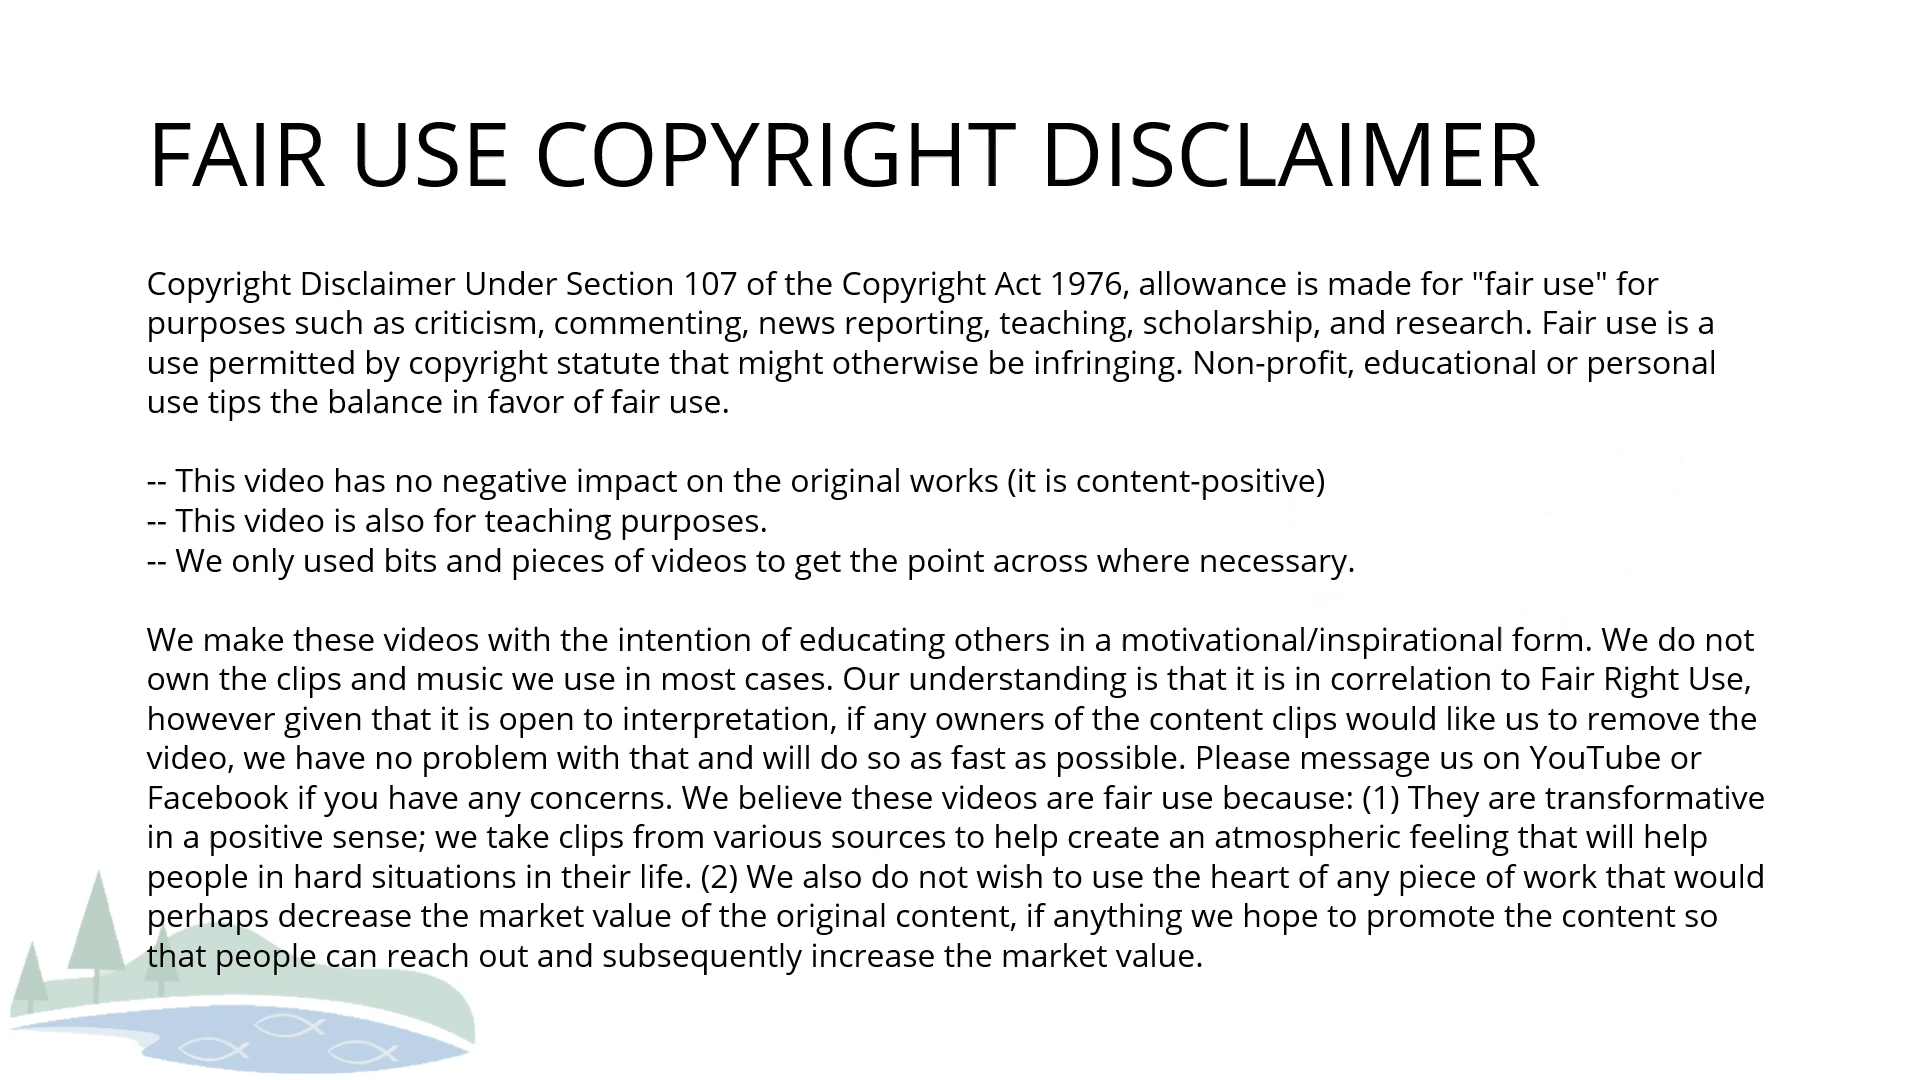 FAIR USE COPYRIGHT DISCLAIMER
Copyright Disclaimer Under Section 107 of the Copyright Act 1976, allowance is made for "fair use" for
purposes such as criticism, commenting, news reporting, teaching, scholarship, and research. Fair use is a
use permitted by copyright statute that might otherwise be infringing. Non-profit, educational or personal
use tips the balance in favor of fair use.
-- This video has no negative impact on the original works (it is content-positive)
-- This video is also for teaching purposes.
-- We only used bits and pieces of videos to get the point across where necessary.
We make these videos with the intention of educating others in a motivational/inspirational form. We do not
own the clips and music we use in most cases. Our understanding is that it is in correlation to Fair Right Use,
however given that it is open to interpretation, if any owners of the content clips would like us to remove the
video, we have no problem with that and will do so as fast as possible. Please message us on YouTube or
Facebook if you have any concerns. We believe these videos are fair use because: (1) They are transformative
in a positive sense; we take clips from various sources to help create an atmospheric feeling that will help
people in hard situations in their life. (2) We also do not wish to use the heart of any piece of work that would
perhaps decrease the market value of the original content, if anything we hope to promote the content so
that people can reach out and subsequently increase the market value.